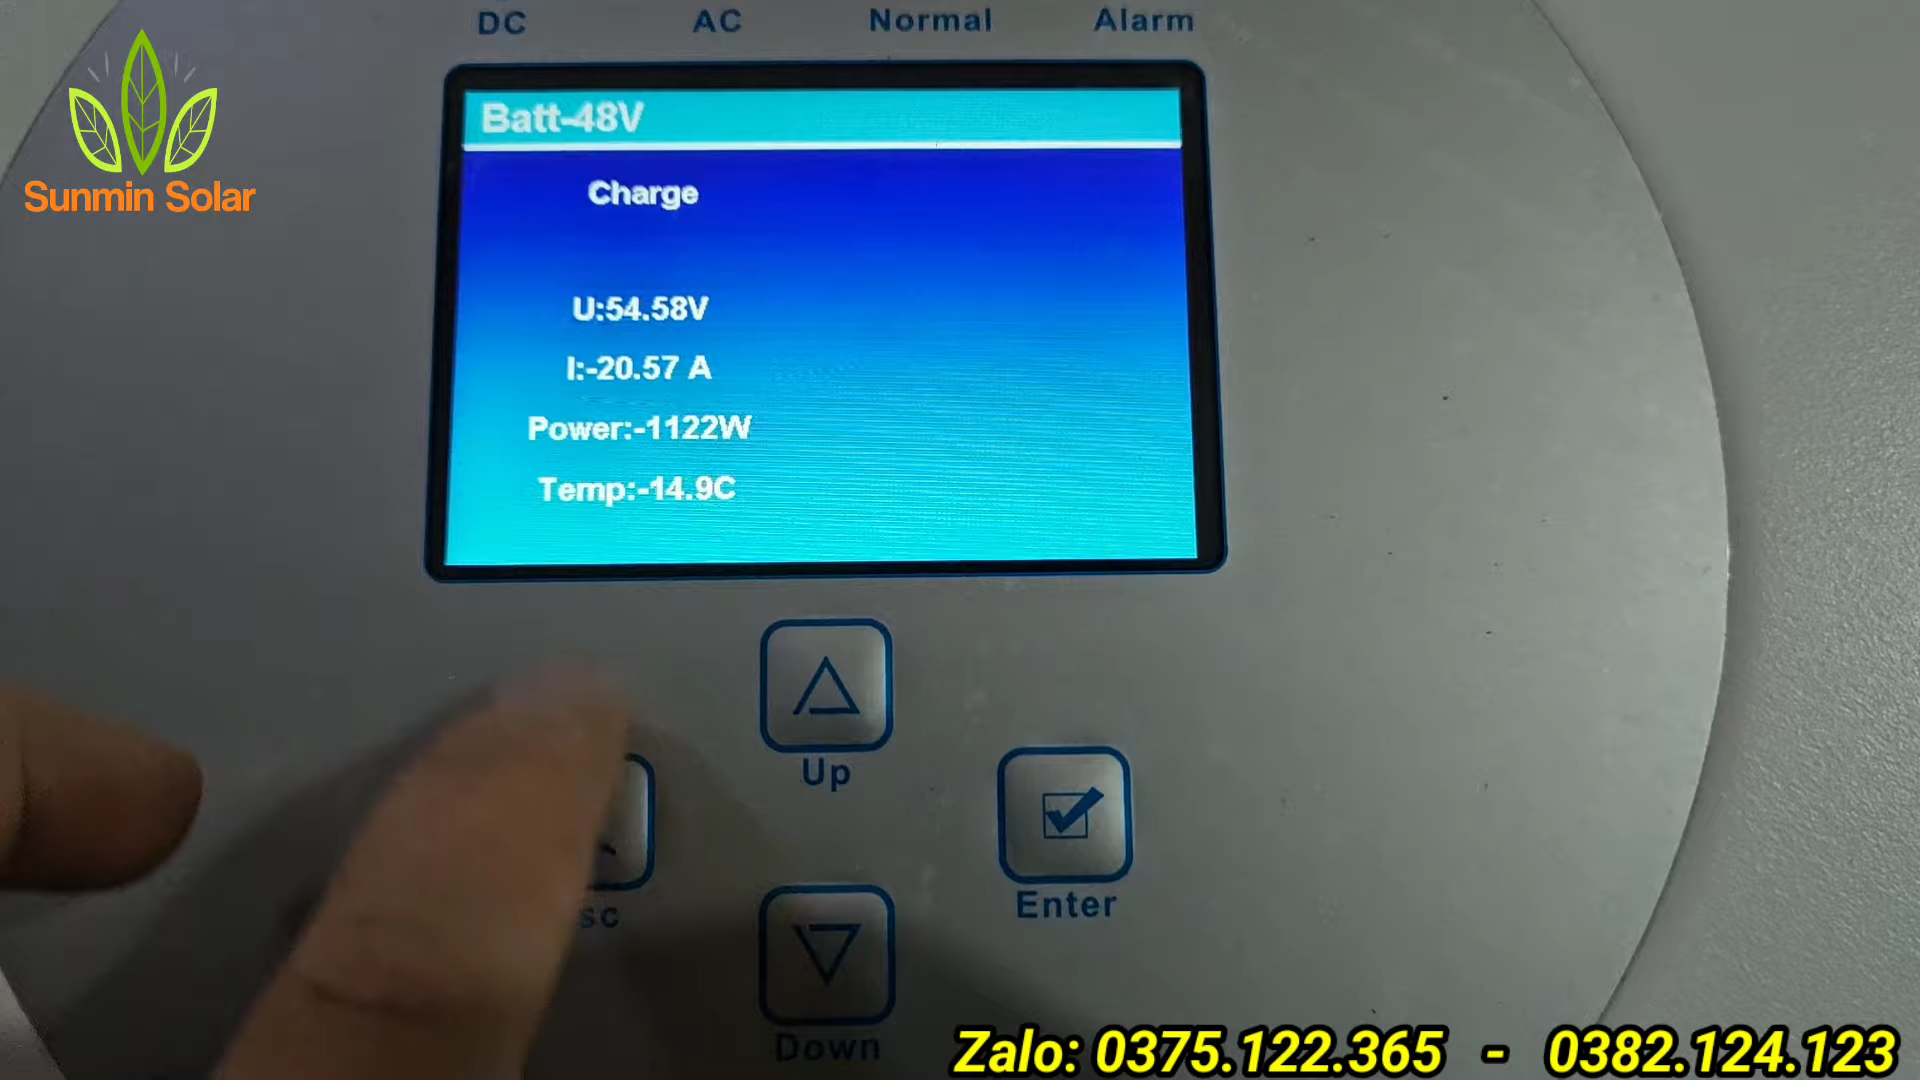 DC AC Normal Alarm
Sunmin Solar
Batt-48V
Charge
U:54.58V
I:-20.57 A
Power:-1122W
Temp:-14.9C
Up
Enter
sc
Down
Zalo: 0375.122.365 - 0382.124.123